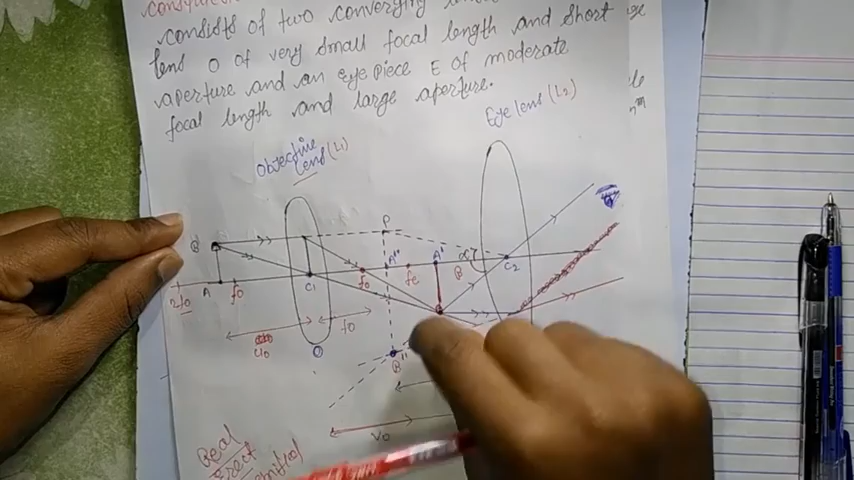 consists of two converging
lens O of very small focal length and short
aperture and an eye piece E of moderate
focal length and large aperture.
Objective
lens (L1)
Eye lens (L2)
P
B
A
fo
2fo
C1
fo
A"
fe
A'
α
β
C2
uo
fo
B"
vo
Real
Erect